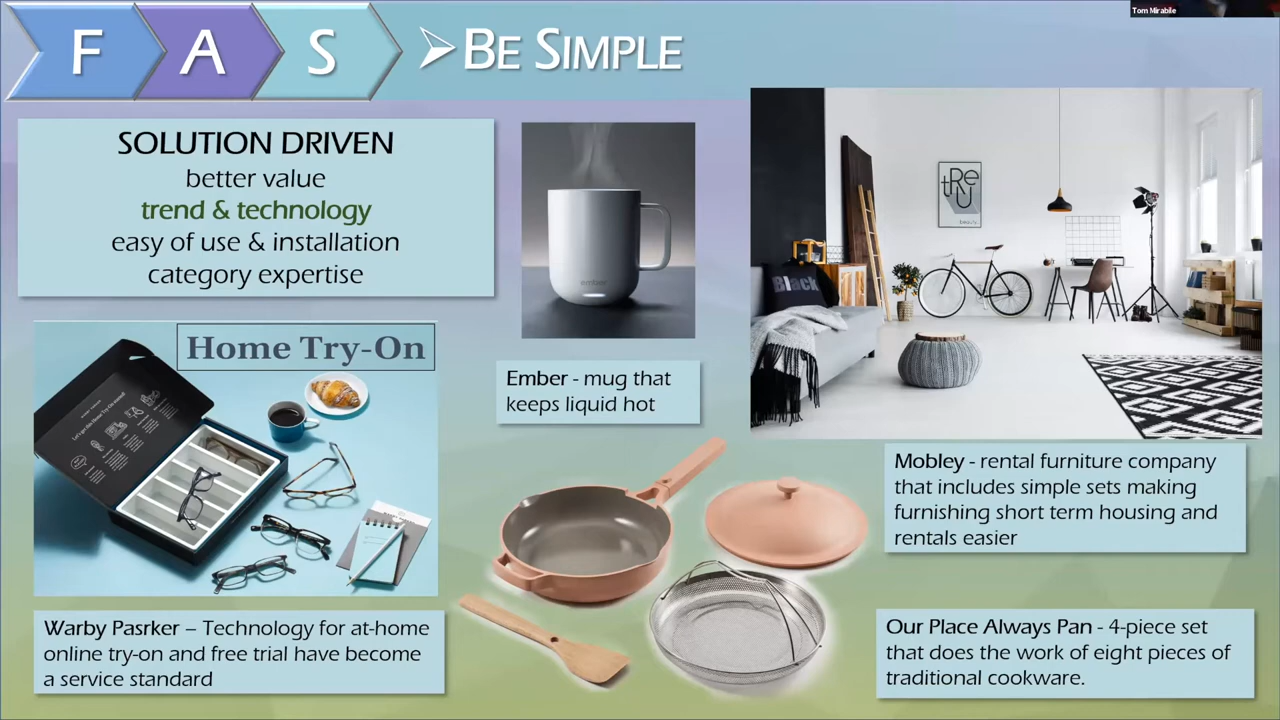 F A S ➢BE SIMPLE
Tom Mirabile
SOLUTION DRIVEN
better value
trend & technology
easy of use & installation
category expertise
Home Try-On
ember
Ember - mug that
keeps liquid hot
tRe
U
beauty.
Black
Mobley - rental furniture company
that includes simple sets making
furnishing short term housing and
rentals easier
Warby Pasrker – Technology for at-home
online try-on and free trial have become
a service standard
Our Place Always Pan - 4-piece set
that does the work of eight pieces of
traditional cookware.